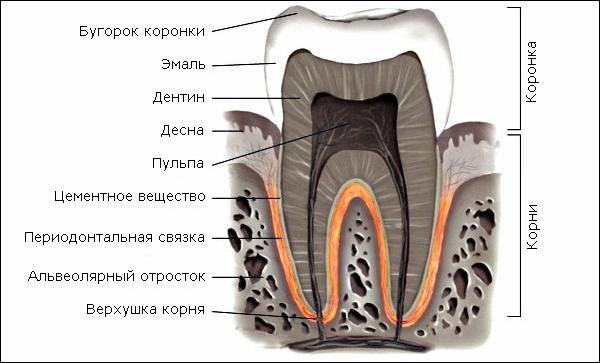 Бугорок коронки
Эмаль
Дентин
Десна
Пульпа
Цементное вещество
Периодонтальная связка
Альвеолярный отросток
Верхушка корня
Коронка
Корни